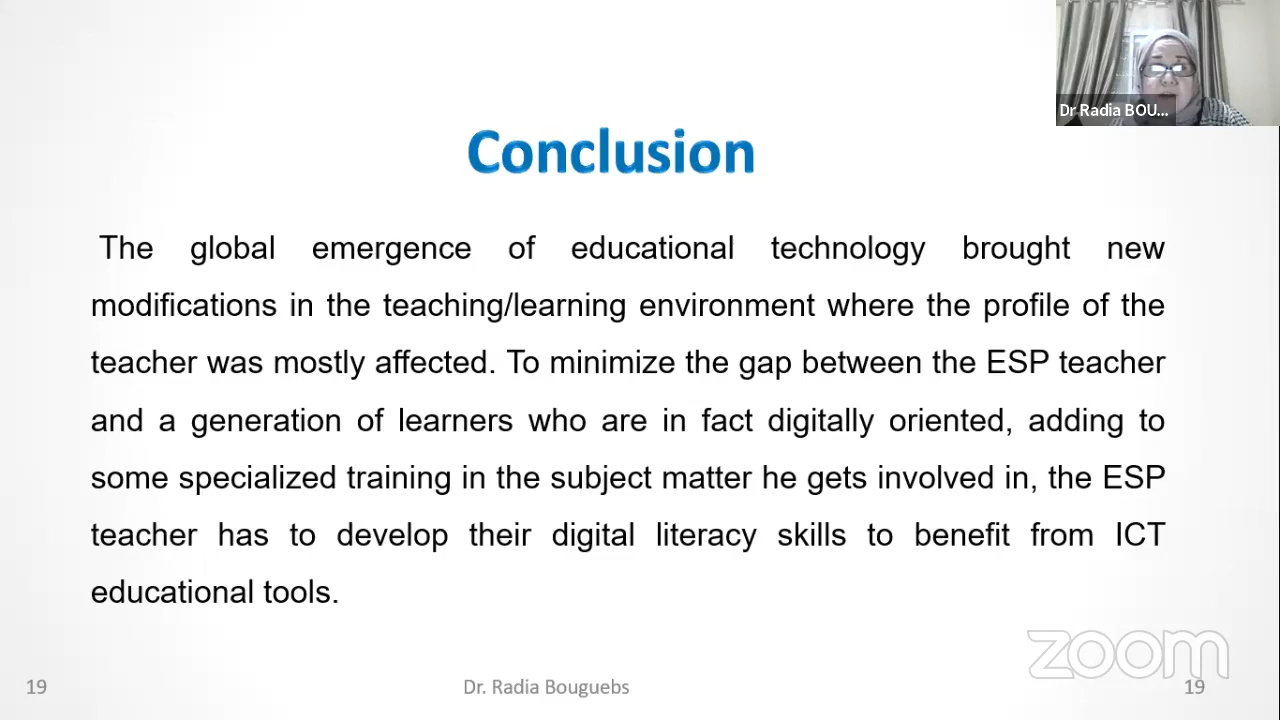 Dr Radia BOU...
Conclusion
The global emergence of educational technology brought new
modifications in the teaching/learning environment where the profile of the
teacher was mostly affected. To minimize the gap between the ESP teacher
and a generation of learners who are in fact digitally oriented, adding to
some specialized training in the subject matter he gets involved in, the ESP
teacher has to develop their digital literacy skills to benefit from ICT
educational tools.
zoom
19
Dr. Radia Bouguebs
19